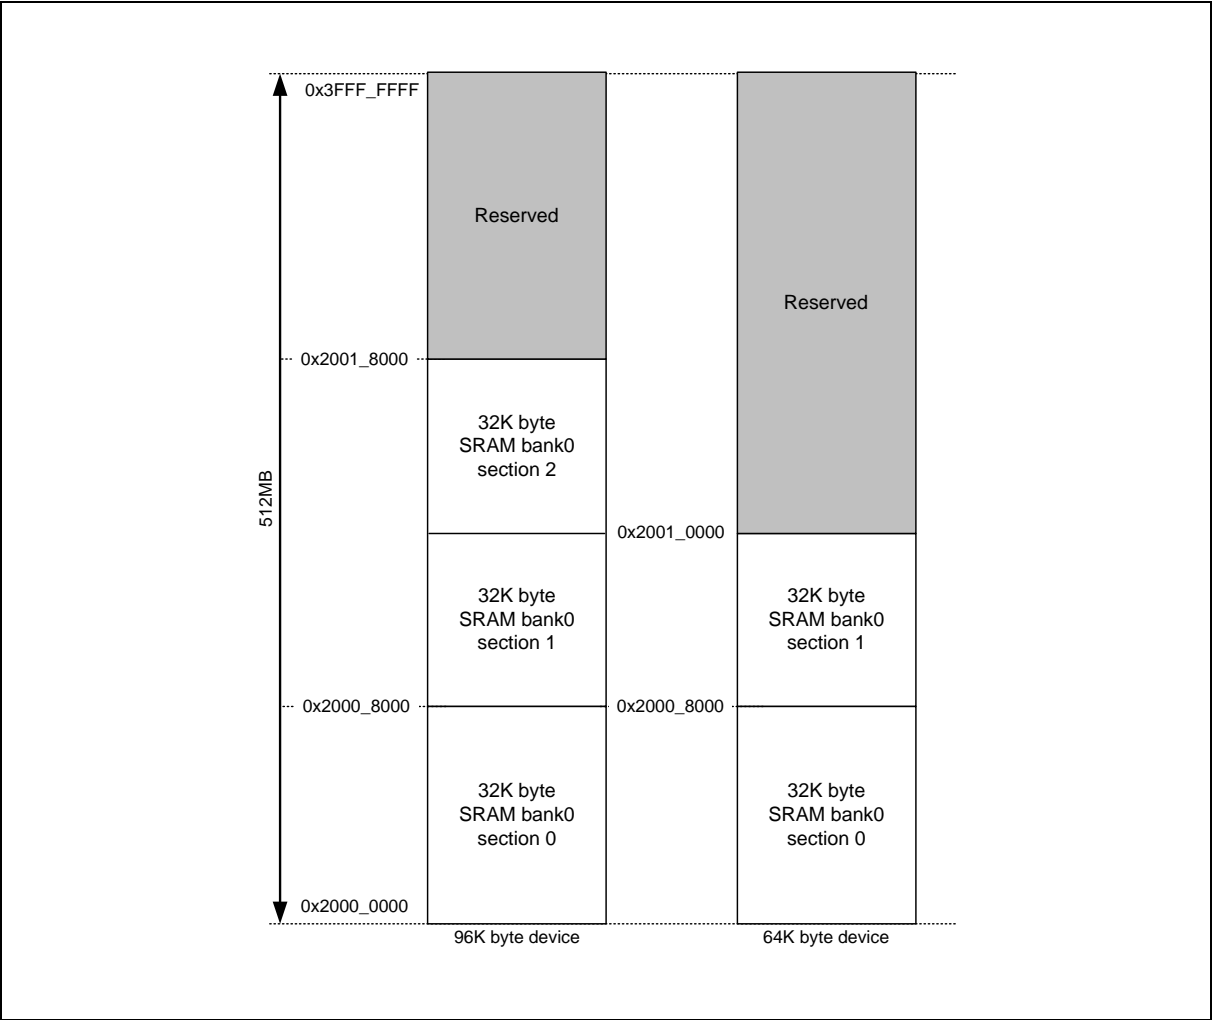 0x3FFF_FFFF
Reserved
Reserved
0x2001_8000
32K byte
SRAM bank0
section 2
512MB
0x2001_0000
32K byte
SRAM bank0
section 1
32K byte
SRAM bank0
section 1
0x2000_8000
0x2000_8000
32K byte
SRAM bank0
section 0
32K byte
SRAM bank0
section 0
0x2000_0000
96K byte device
64K byte device